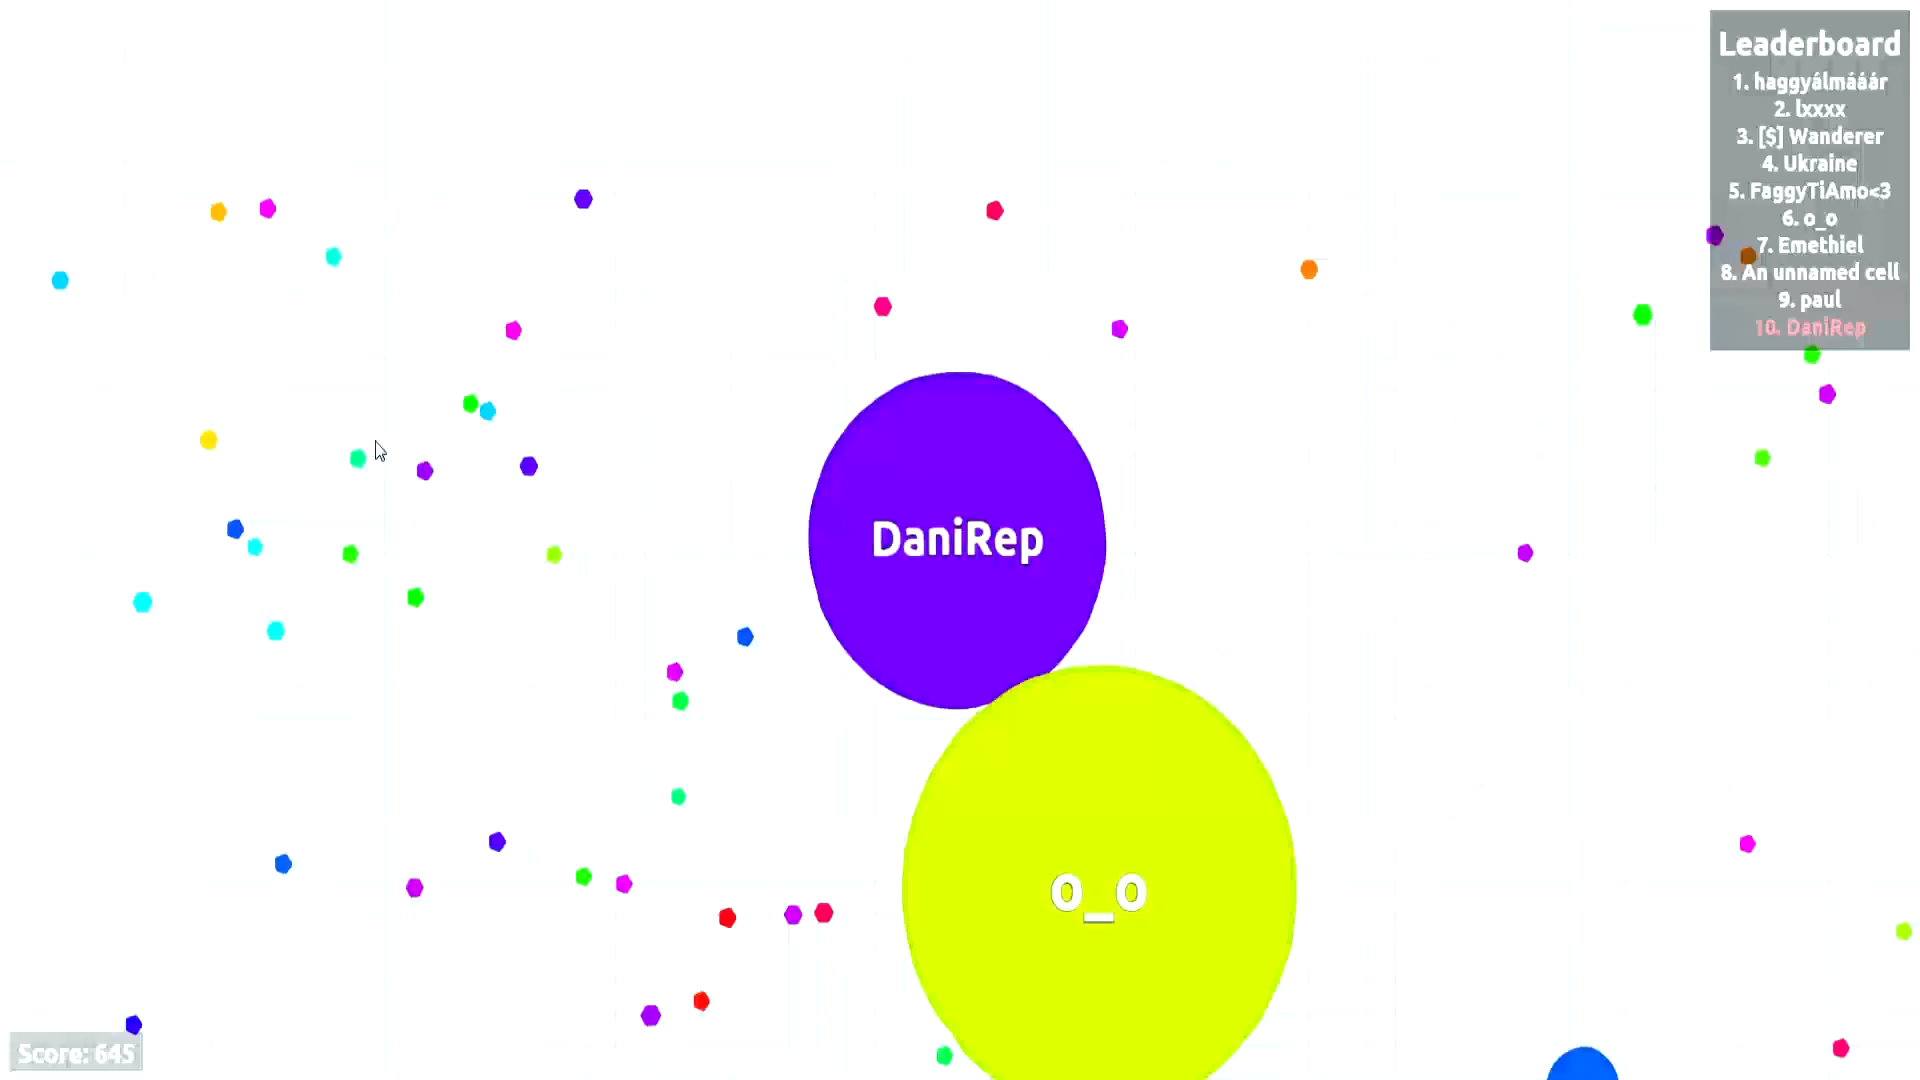 Leaderboard
1. haggyálmááár
2. lxxxx
3. [$] Wanderer
4. Ukraine
5. FaggyTiAmo<3
6. o_o
7. Emethiel
8. An unnamed cell
9. paul
10. DaniRep
DaniRep
o_o
Score: 645